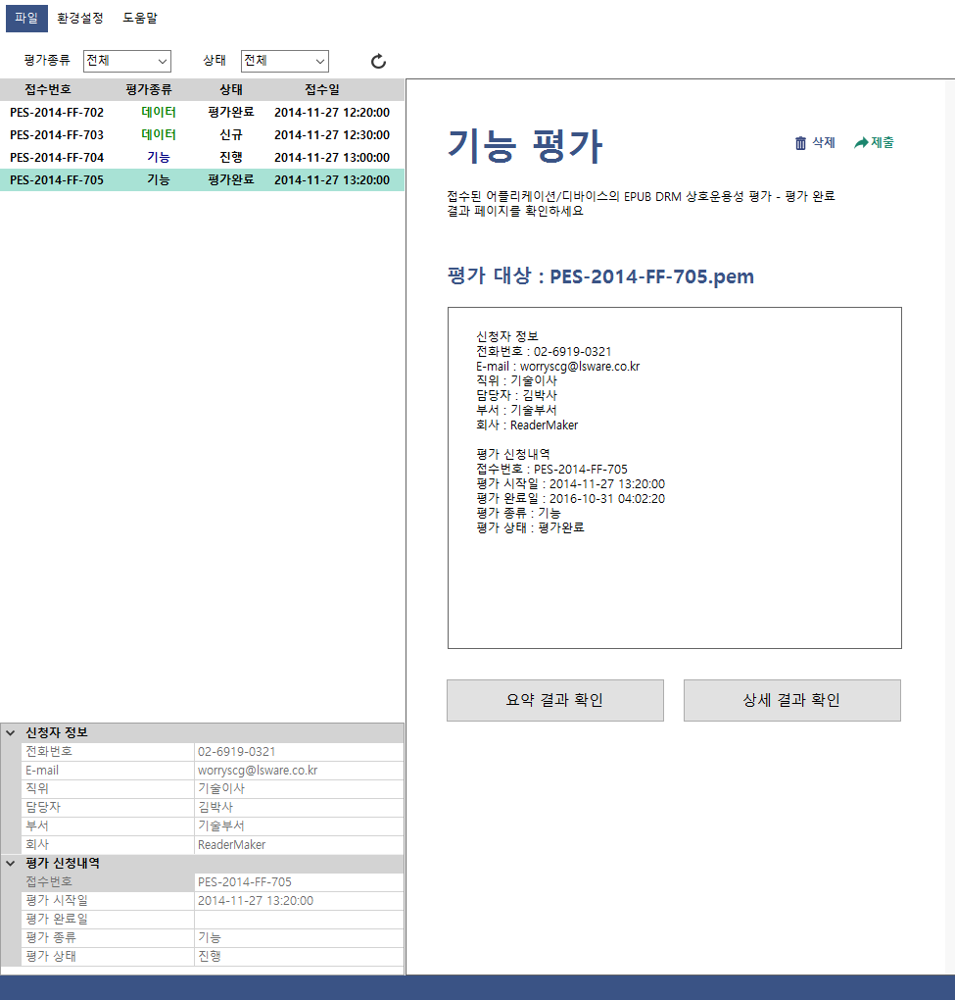 파일 환경설정 도움말
평가종류 전체 상태 전체
접수번호 평가종류 상태 접수일
PES-2014-FF-702 데이터 평가완료 2014-11-27 12:20:00
PES-2014-FF-703 데이터 신규 2014-11-27 12:30:00
PES-2014-FF-704 기능 진행 2014-11-27 13:00:00
PES-2014-FF-705 기능 평가완료 2014-11-27 13:20:00
신청자 정보
전화번호 02-6919-0321
E-mail worryscg@lsware.co.kr
직위 기술이사
담당자 김박사
부서 기술부서
회사 ReaderMaker
평가 신청내역
접수번호 PES-2014-FF-705
평가 시작일 2014-11-27 13:20:00
평가 완료일
평가 종류 기능
평가 상태 진행
기능 평가
삭제 제출
접수된 어플리케이션/디바이스의 EPUB DRM 상호운용성 평가 - 평가 완료
결과 페이지를 확인하세요
평가 대상 : PES-2014-FF-705.pem
신청자 정보
전화번호 : 02-6919-0321
E-mail : worryscg@lsware.co.kr
직위 : 기술이사
담당자 : 김박사
부서 : 기술부서
회사 : ReaderMaker
평가 신청내역
접수번호 : PES-2014-FF-705
평가 시작일 : 2014-11-27 13:20:00
평가 완료일 : 2016-10-31 04:02:20
평가 종류 : 기능
평가 상태 : 평가완료
요약 결과 확인 상세 결과 확인